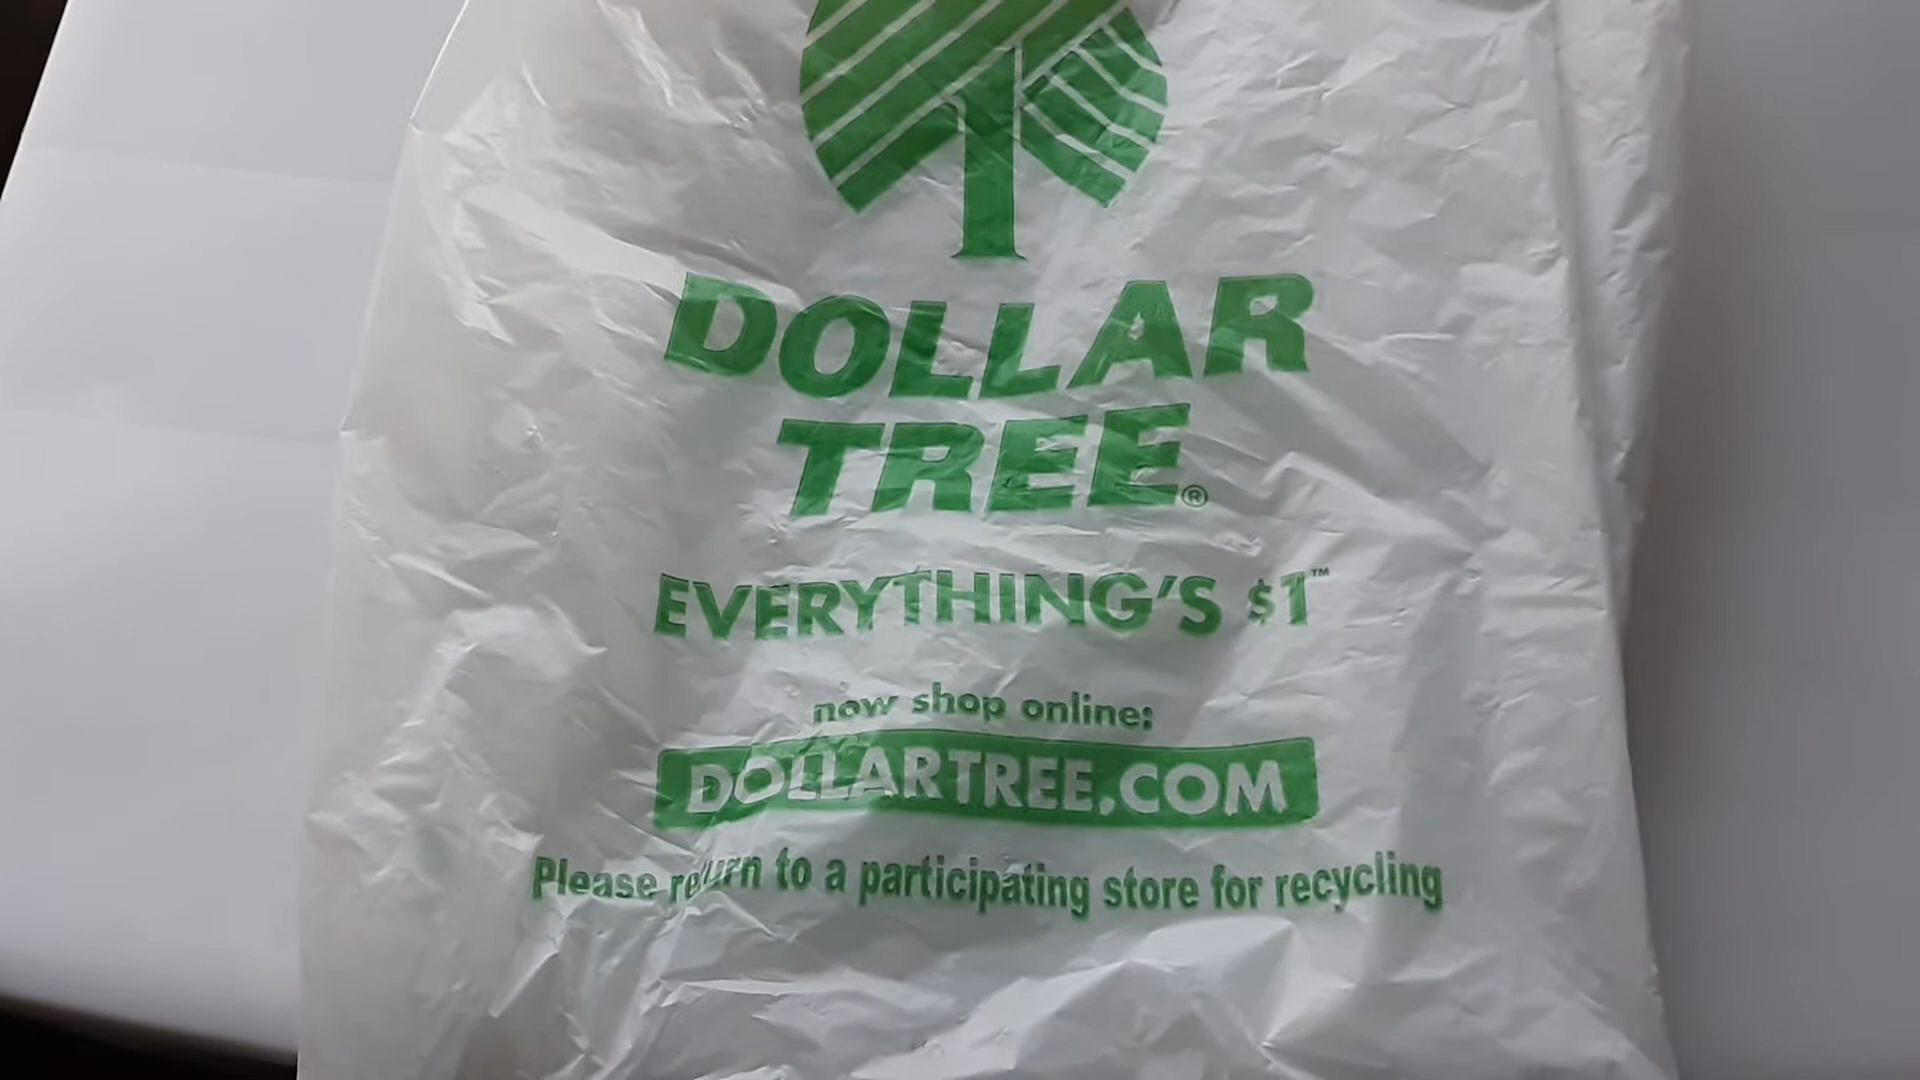 DOLLAR
TREE®
EVERYTHING'S $1™
now shop online:
DOLLARTREE.COM
Please return to a participating store for recycling